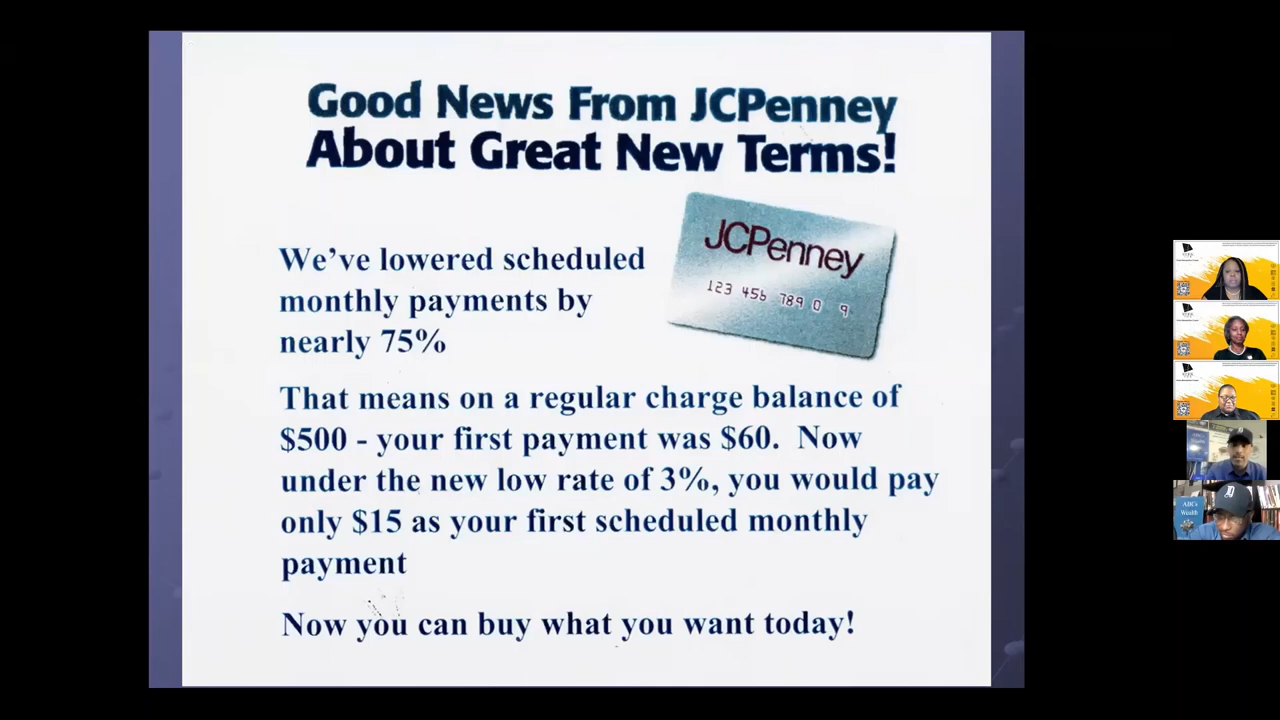 Good News From JCPenney
About Great New Terms!
JCPenney
123 456 789 0 9
We've lowered scheduled
monthly payments by
nearly 75%
That means on a regular charge balance of
$500 - your first payment was $60. Now
under the new low rate of 3%, you would pay
only $15 as your first scheduled monthly
payment
Now you can buy what you want today!
ABC's
Wealth